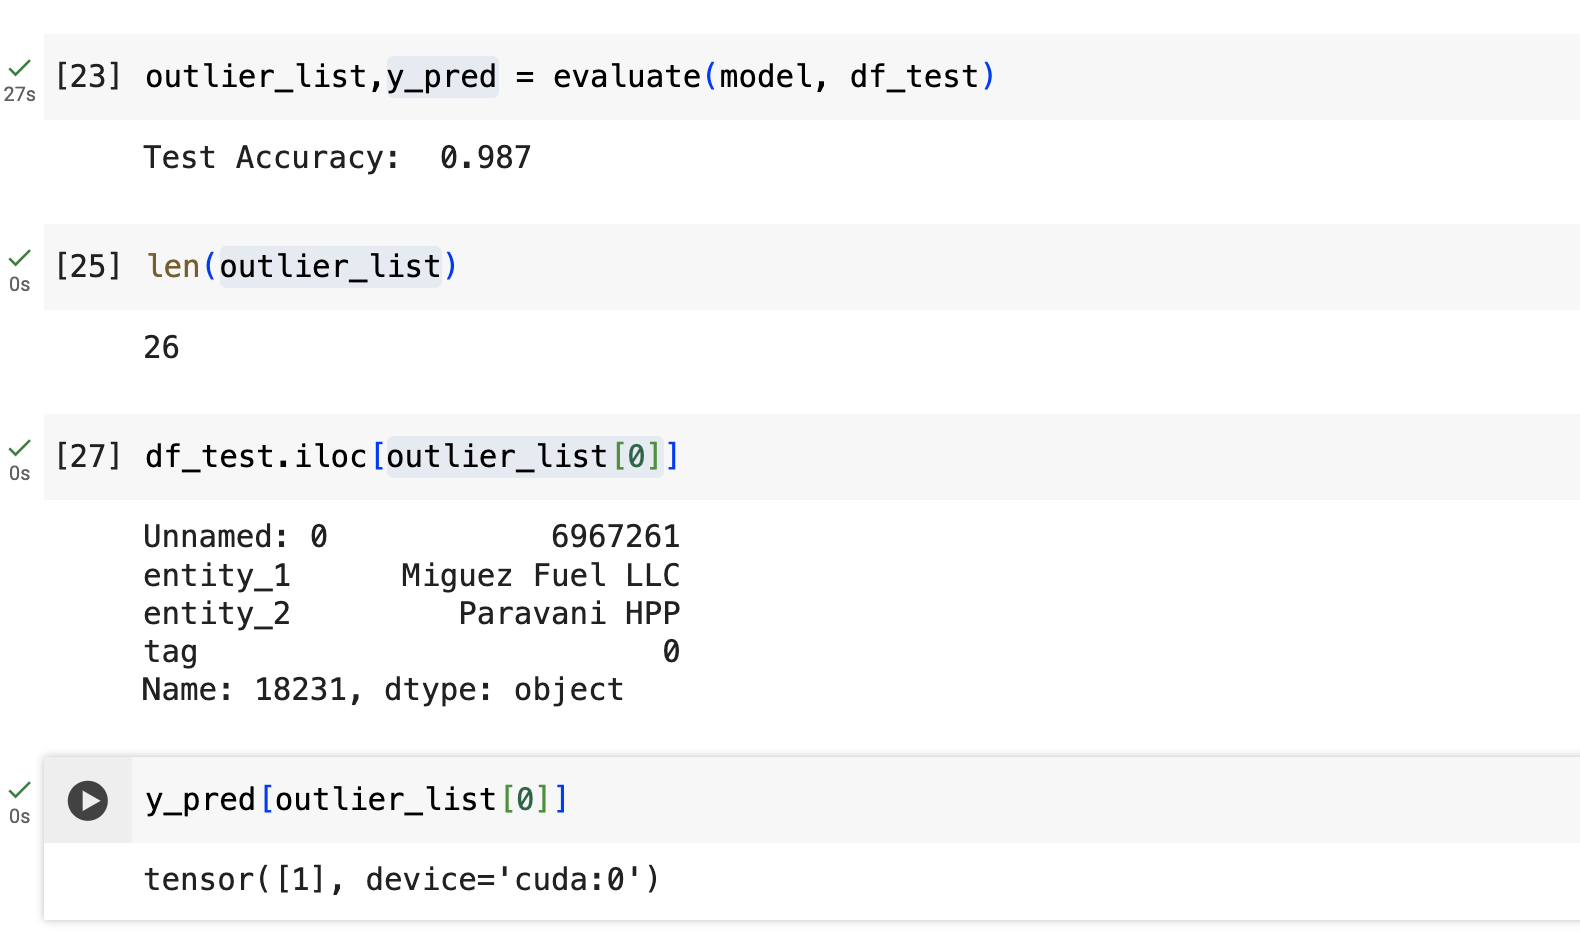 [23] outlier_list,y_pred = evaluate(model, df_test)
27s
Test Accuracy:  0.987
[25] len(outlier_list)
0s
26
[27] df_test.iloc[outlier_list[0]]
0s
Unnamed: 0            6967261
entity_1      Miguez Fuel LLC
entity_2         Paravani HPP
tag                         0
Name: 18231, dtype: object
y_pred[outlier_list[0]]
0s
tensor([1], device='cuda:0')